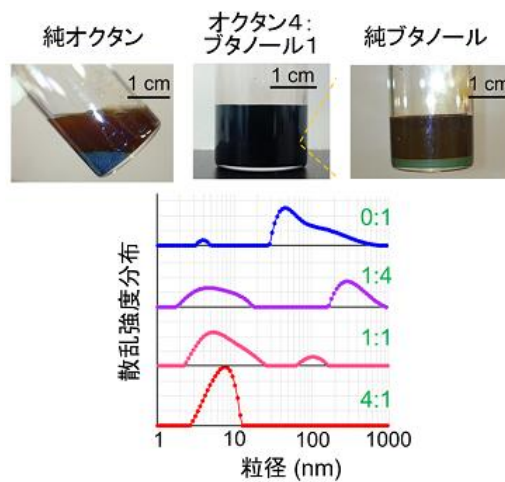 純オクタン
オクタン4:
ブタノール1
純ブタノール
1 cm
1 cm
1 cm
散乱強度分布
0:1
1:4
1:1
4:1
1
10
100
1000
粒径 (nm)